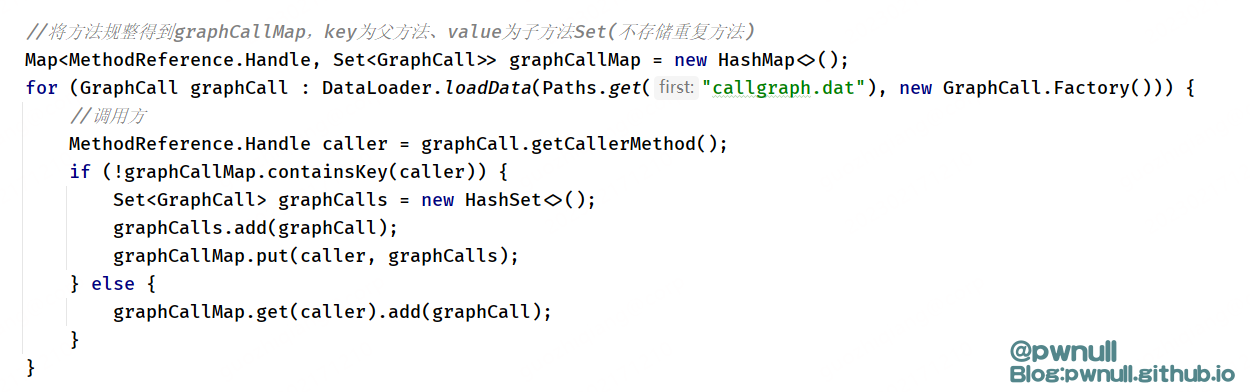 //将方法规整得到graphCallMap，key为父方法、value为子方法Set(不存储重复方法)
Map<MethodReference.Handle, Set<GraphCall>> graphCallMap = new HashMap<>();
for (GraphCall graphCall : DataLoader.loadData(Paths.get( first: "callgraph.dat"), new GraphCall.Factory())) {
    //调用方
    MethodReference.Handle caller = graphCall.getCallerMethod();
    if (!graphCallMap.containsKey(caller)) {
        Set<GraphCall> graphCalls = new HashSet<>();
        graphCalls.add(graphCall);
        graphCallMap.put(caller, graphCalls);
    } else {
        graphCallMap.get(caller).add(graphCall);
    }
}
@pwnull
Blog:pwnull.github.io